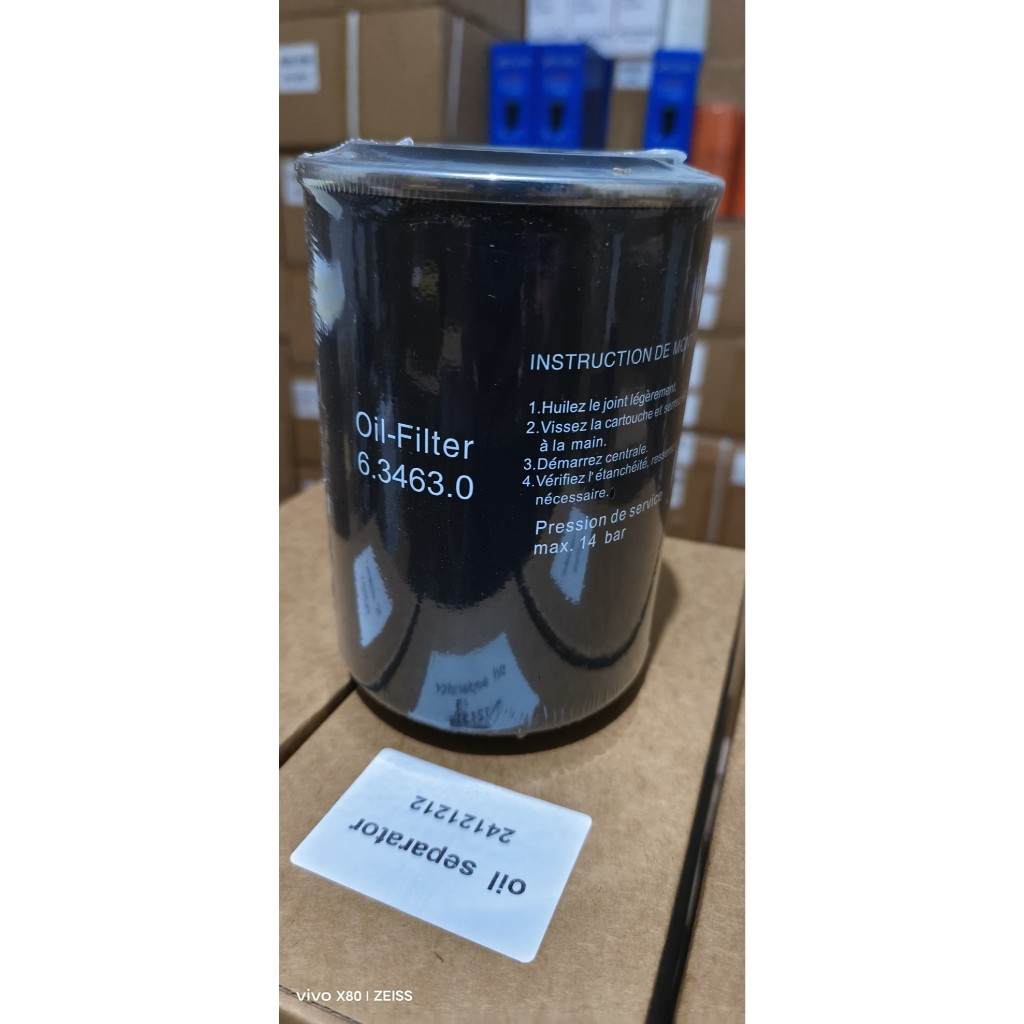 Oil-Filter
6.3463.0
INSTRUCTION DE
1.Huilez le joint légèrement.
2.Vissez la cartouche et
à la main.
3.Démarrez centrale.
4.Vérifiez l'étanchéité,
nécessaire.
Pression de service
max. 14 bar
oil separator
24121212
vivo X80 | ZEISS